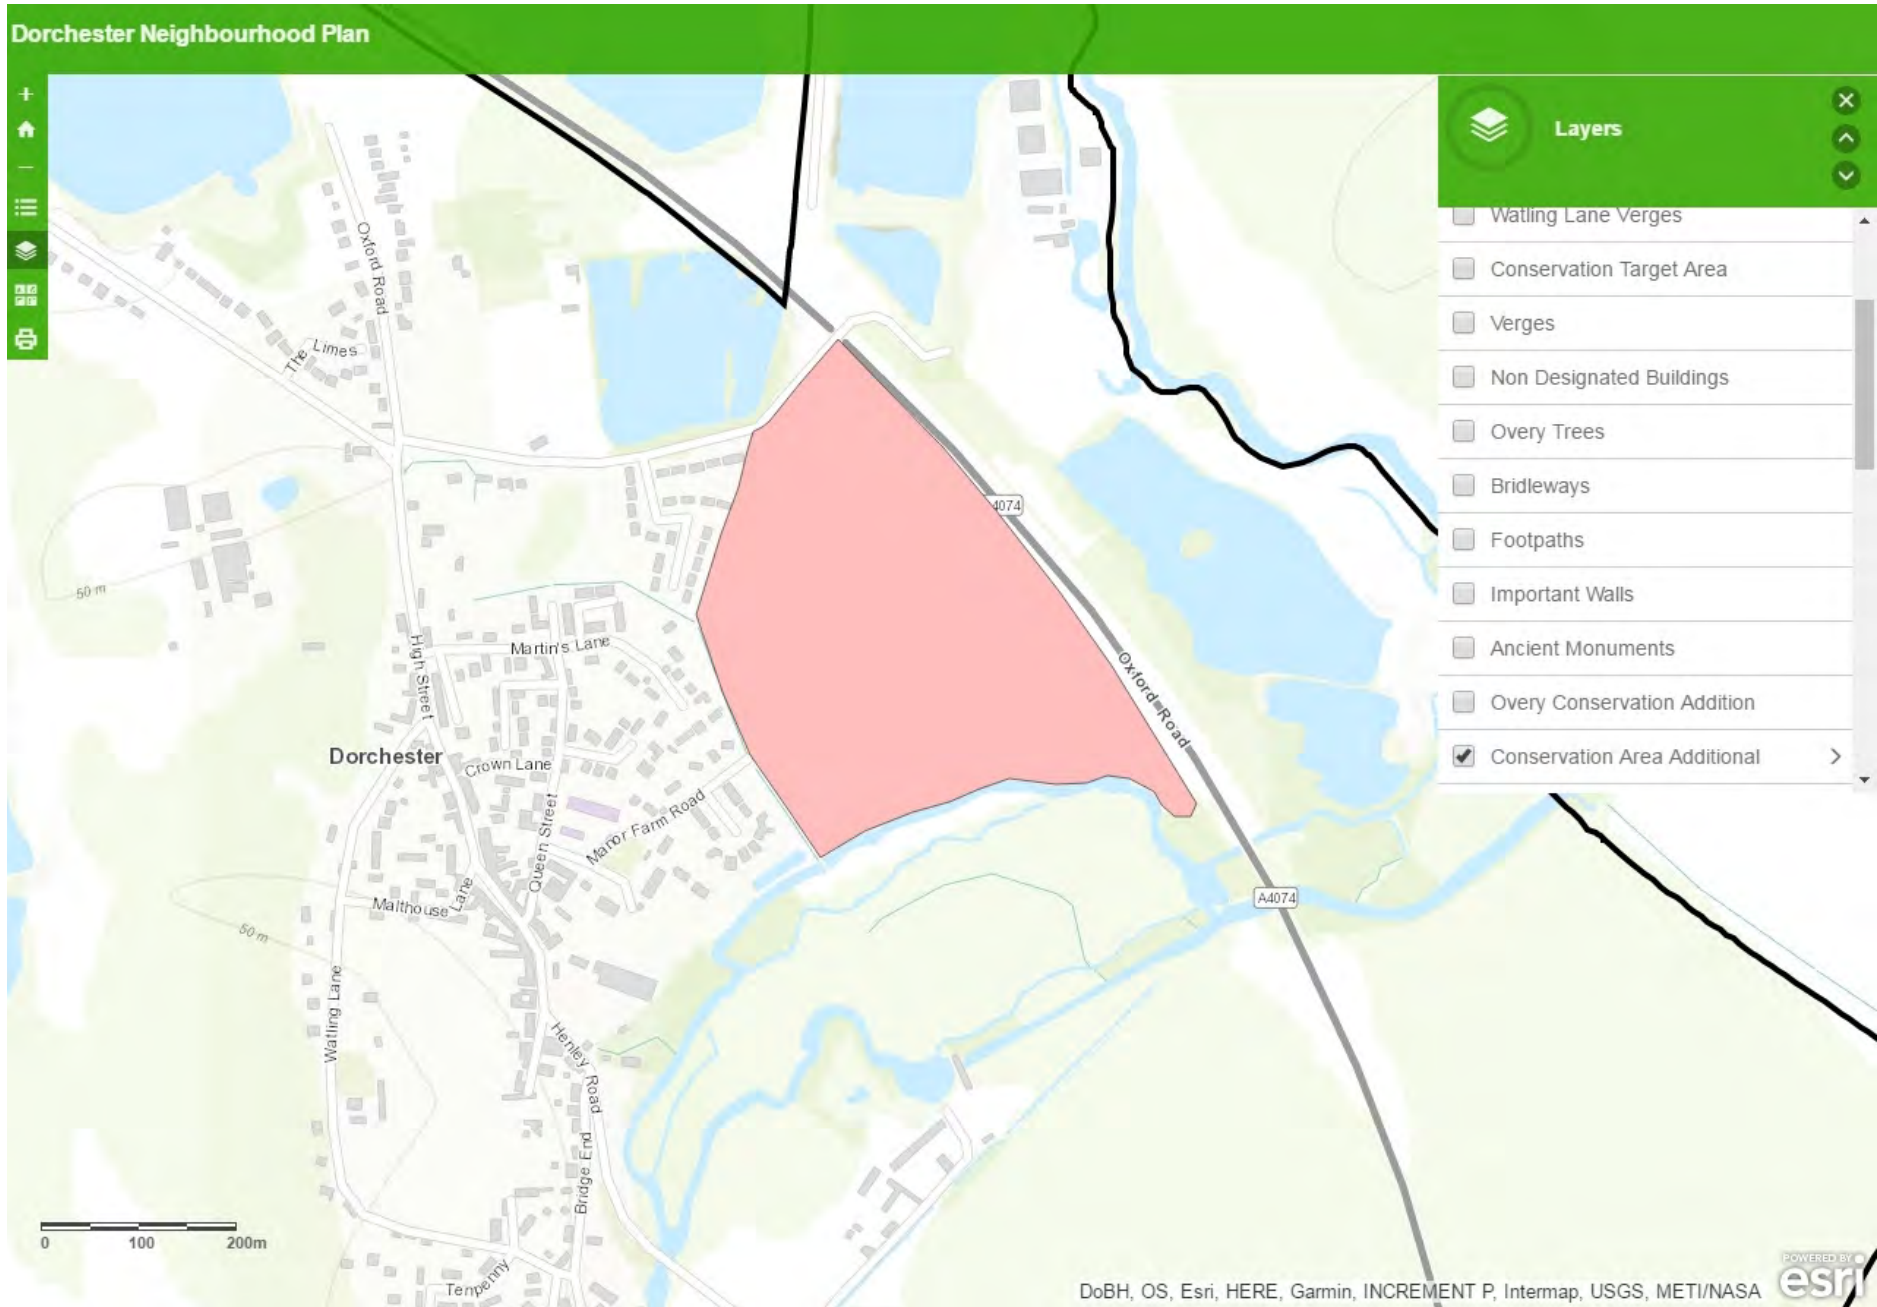 Dorchester Neighbourhood Plan
Layers
Watling Lane Verges
Conservation Target Area
Verges
Non Designated Buildings
Overy Trees
Bridleways
Footpaths
Important Walls
Ancient Monuments
Overy Conservation Addition
Conservation Area Additional
Oxford Road
The Limes
4074
50 m
High Street
Martin's Lane
Oxford Road
Dorchester
Crown Lane
Queen Street
Manor Farm Road
Malthouse Lane
A4074
50 m
Watling Lane
Henley Road
Bridge End
Tenpenny
0 100 200m
DoBH, OS, Esri, HERE, Garmin, INCREMENT P, Intermap, USGS, METI/NASA
POWERED BY
esri